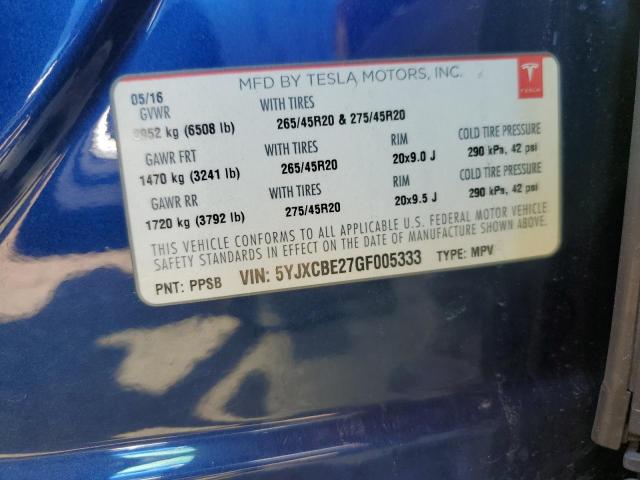 MFD BY TESLA MOTORS, INC.
TESLA
05/16
GVWR WITH TIRES
2952 kg (6508 lb) 265/45R20 & 275/45R20
GAWR FRT WITH TIRES RIM COLD TIRE PRESSURE
1470 kg (3241 lb) 265/45R20 20x9.0 J 290 kPs, 42 psi
GAWR RR WITH TIRES RIM COLD TIRE PRESSURE
1720 kg (3792 lb) 275/45R20 20x9.5 J 290 kPs, 42 psi
THIS VEHICLE CONFORMS TO ALL APPLICABLE U.S. FEDERAL MOTOR VEHICLE
SAFETY STANDARDS IN EFFECT ON THE DATE OF MANUFACTURE SHOWN ABOVE.
PNT: PPSB VIN: 5YJXCBE27GF005333 TYPE: MPV